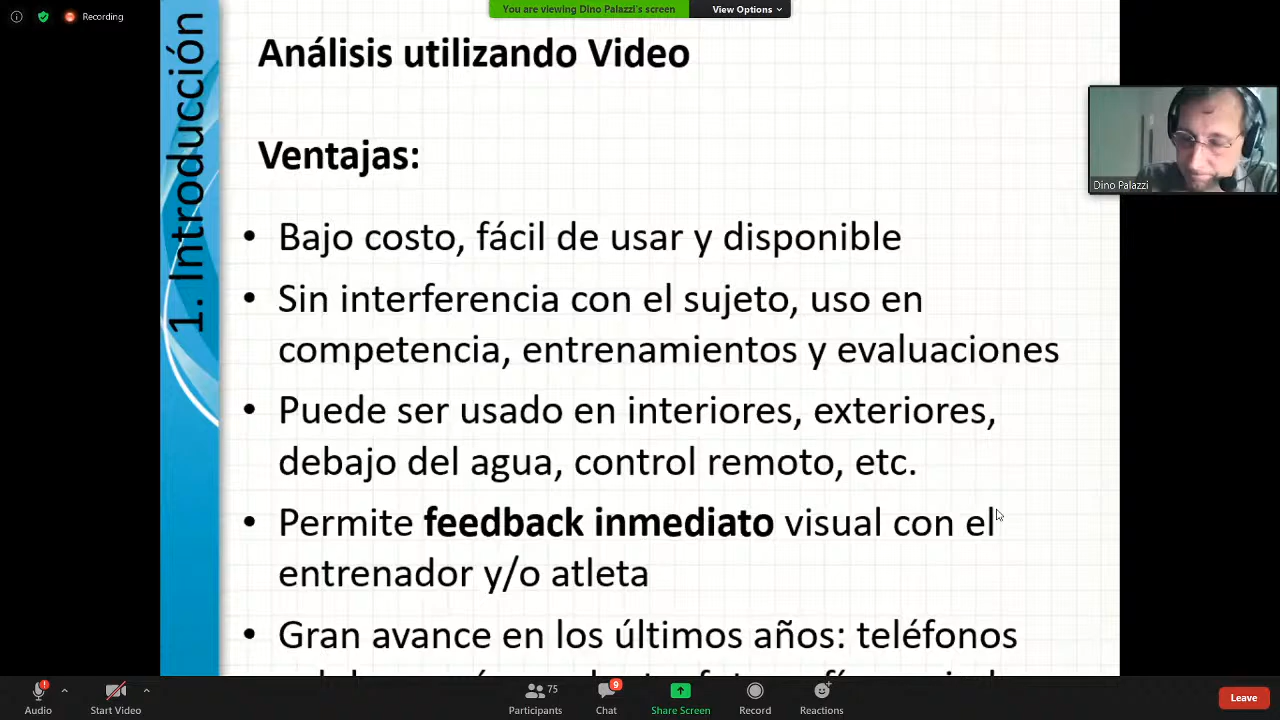 Recording
You are viewing Dino Palazzi's screen
View Options
1. Introducción
Análisis utilizando Video
Ventajas:
• Bajo costo, fácil de usar y disponible
• Sin interferencia con el sujeto, uso en
competencia, entrenamientos y evaluaciones
• Puede ser usado en interiores, exteriores,
debajo del agua, control remoto, etc.
• Permite feedback inmediato visual con el
entrenador y/o atleta
• Gran avance en los últimos años: teléfonos
Dino Palazzi
Audio
Start Video
75
Participants
9
Chat
Share Screen
Record
Reactions
Leave